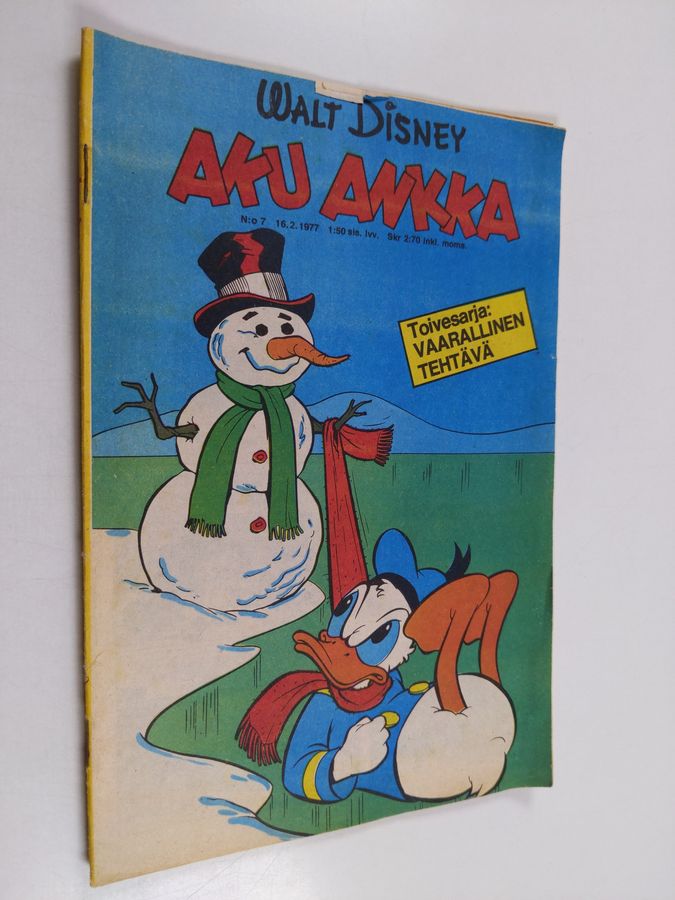 WALT DISNEY
AKU ANKKA
N:o 7 16.2.1977 1:50 sis. lvv. Skr 2:70 inkl. moms.
Toivesarja:
VAARALLINEN
TEHTÄVÄ